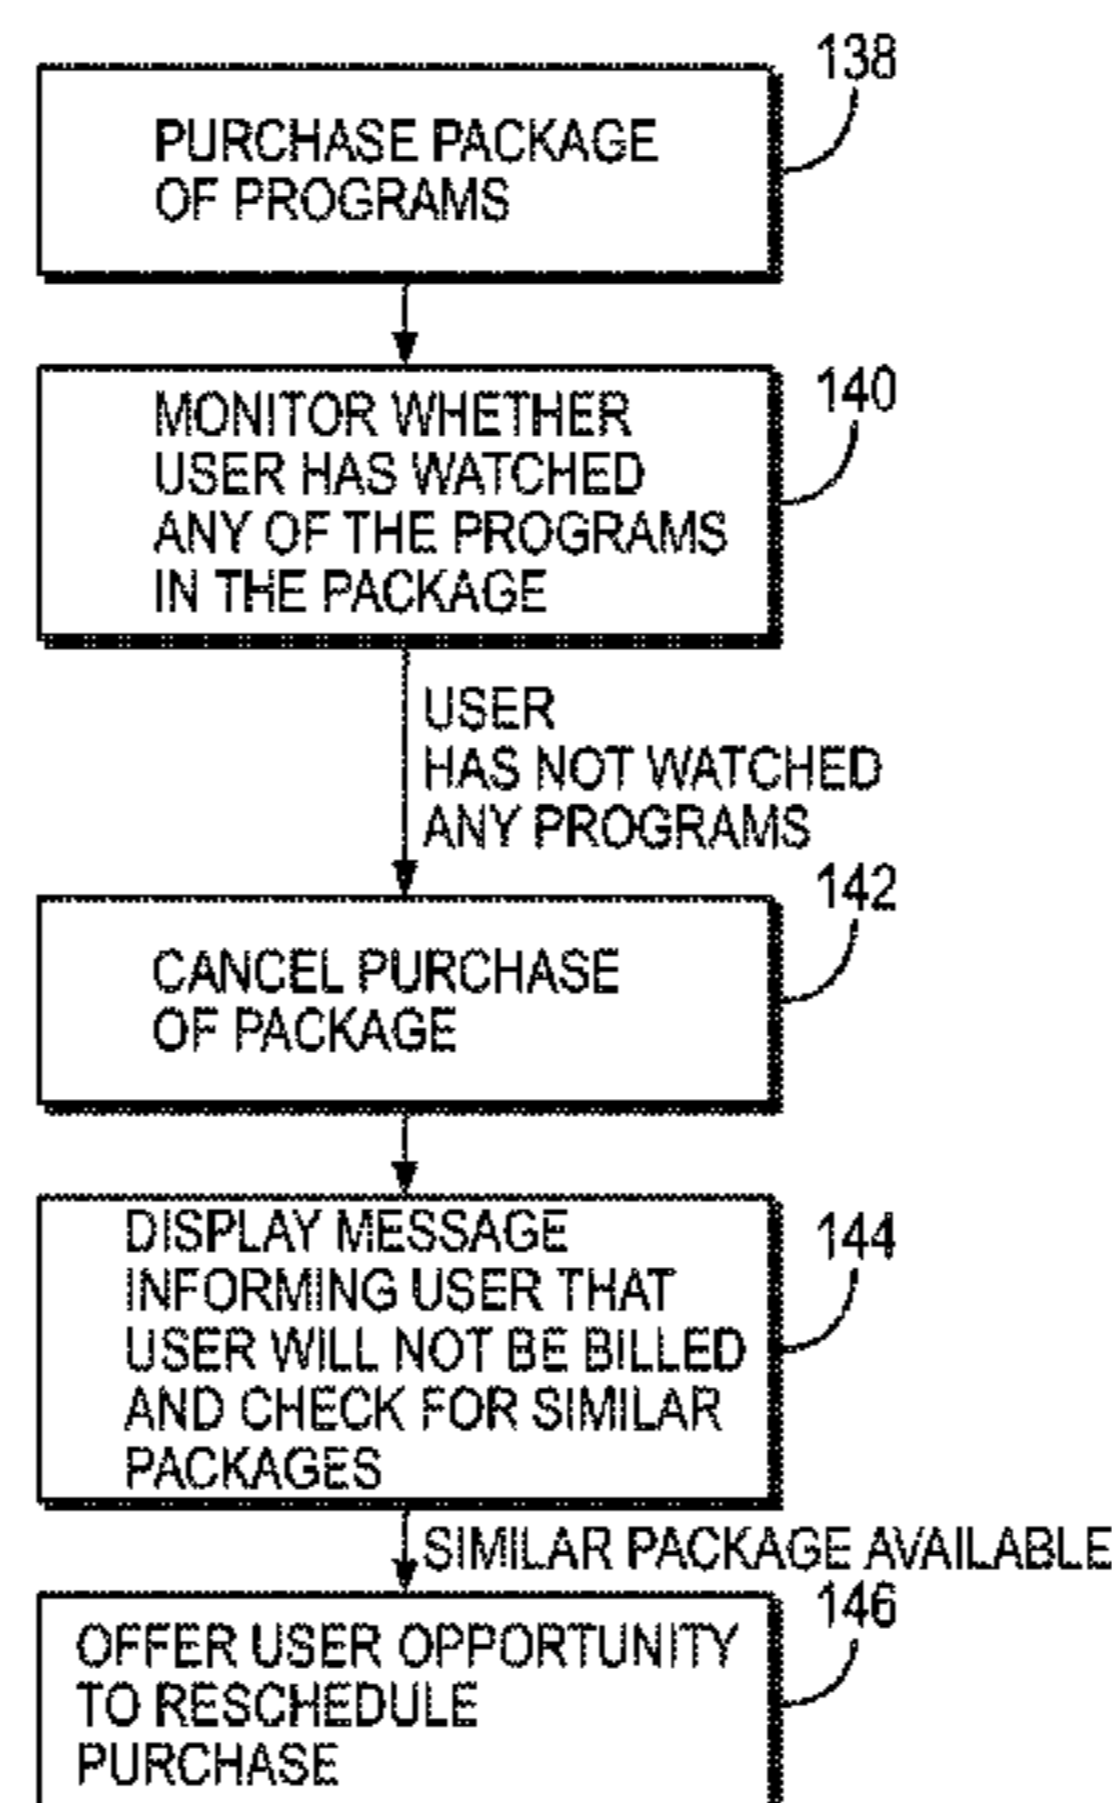 138
PURCHASE PACKAGE
OF PROGRAMS
140
MONITOR WHETHER
USER HAS WATCHED
ANY OF THE PROGRAMS
IN THE PACKAGE
USER
HAS NOT WATCHED
ANY PROGRAMS
142
CANCEL PURCHASE
OF PACKAGE
144
DISPLAY MESSAGE
INFORMING USER THAT
USER WILL NOT BE BILLED
AND CHECK FOR SIMILAR
PACKAGES
SIMILAR PACKAGE AVAILABLE
146
OFFER USER OPPORTUNITY
TO RESCHEDULE
PURCHASE